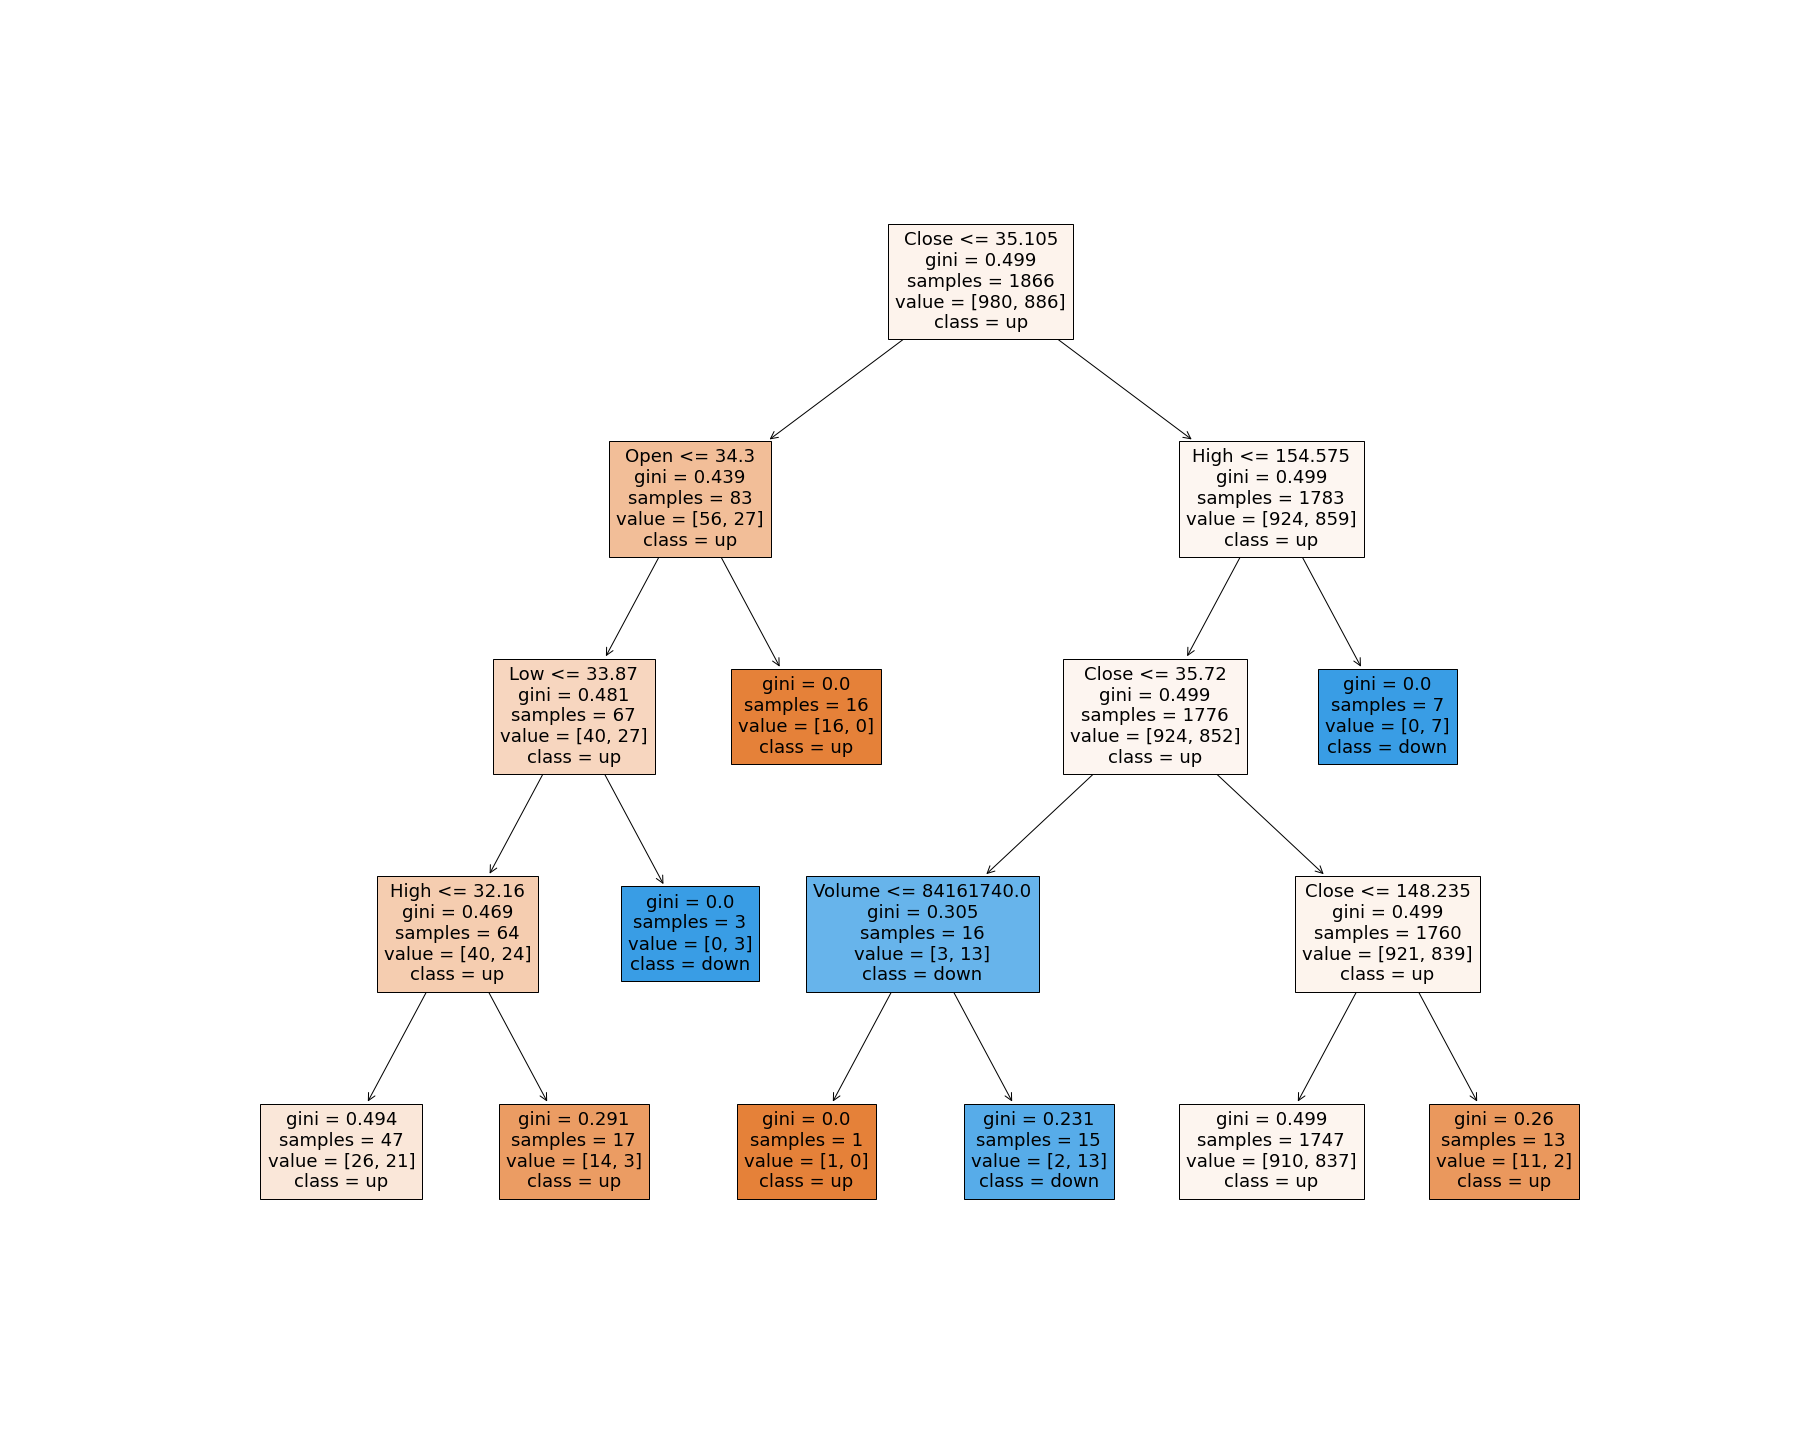 Close <= 35.105
gini = 0.499
samples = 1866
value = [980, 886]
class = up
Open <= 34.3
gini = 0.439
samples = 83
value = [56, 27]
class = up
High <= 154.575
gini = 0.499
samples = 1783
value = [924, 859]
class = up
Low <= 33.87
gini = 0.481
samples = 67
value = [40, 27]
class = up
gini = 0.0
samples = 16
value = [16, 0]
class = up
Close <= 35.72
gini = 0.499
samples = 1776
value = [924, 852]
class = up
gini = 0.0
samples = 7
value = [0, 7]
class = down
High <= 32.16
gini = 0.469
samples = 64
value = [40, 24]
class = up
gini = 0.0
samples = 3
value = [0, 3]
class = down
Volume <= 84161740.0
gini = 0.305
samples = 16
value = [3, 13]
class = down
Close <= 148.235
gini = 0.499
samples = 1760
value = [921, 839]
class = up
gini = 0.494
samples = 47
value = [26, 21]
class = up
gini = 0.291
samples = 17
value = [14, 3]
class = up
gini = 0.0
samples = 1
value = [1, 0]
class = up
gini = 0.231
samples = 15
value = [2, 13]
class = down
gini = 0.499
samples = 1747
value = [910, 837]
class = up
gini = 0.26
samples = 13
value = [11, 2]
class = up